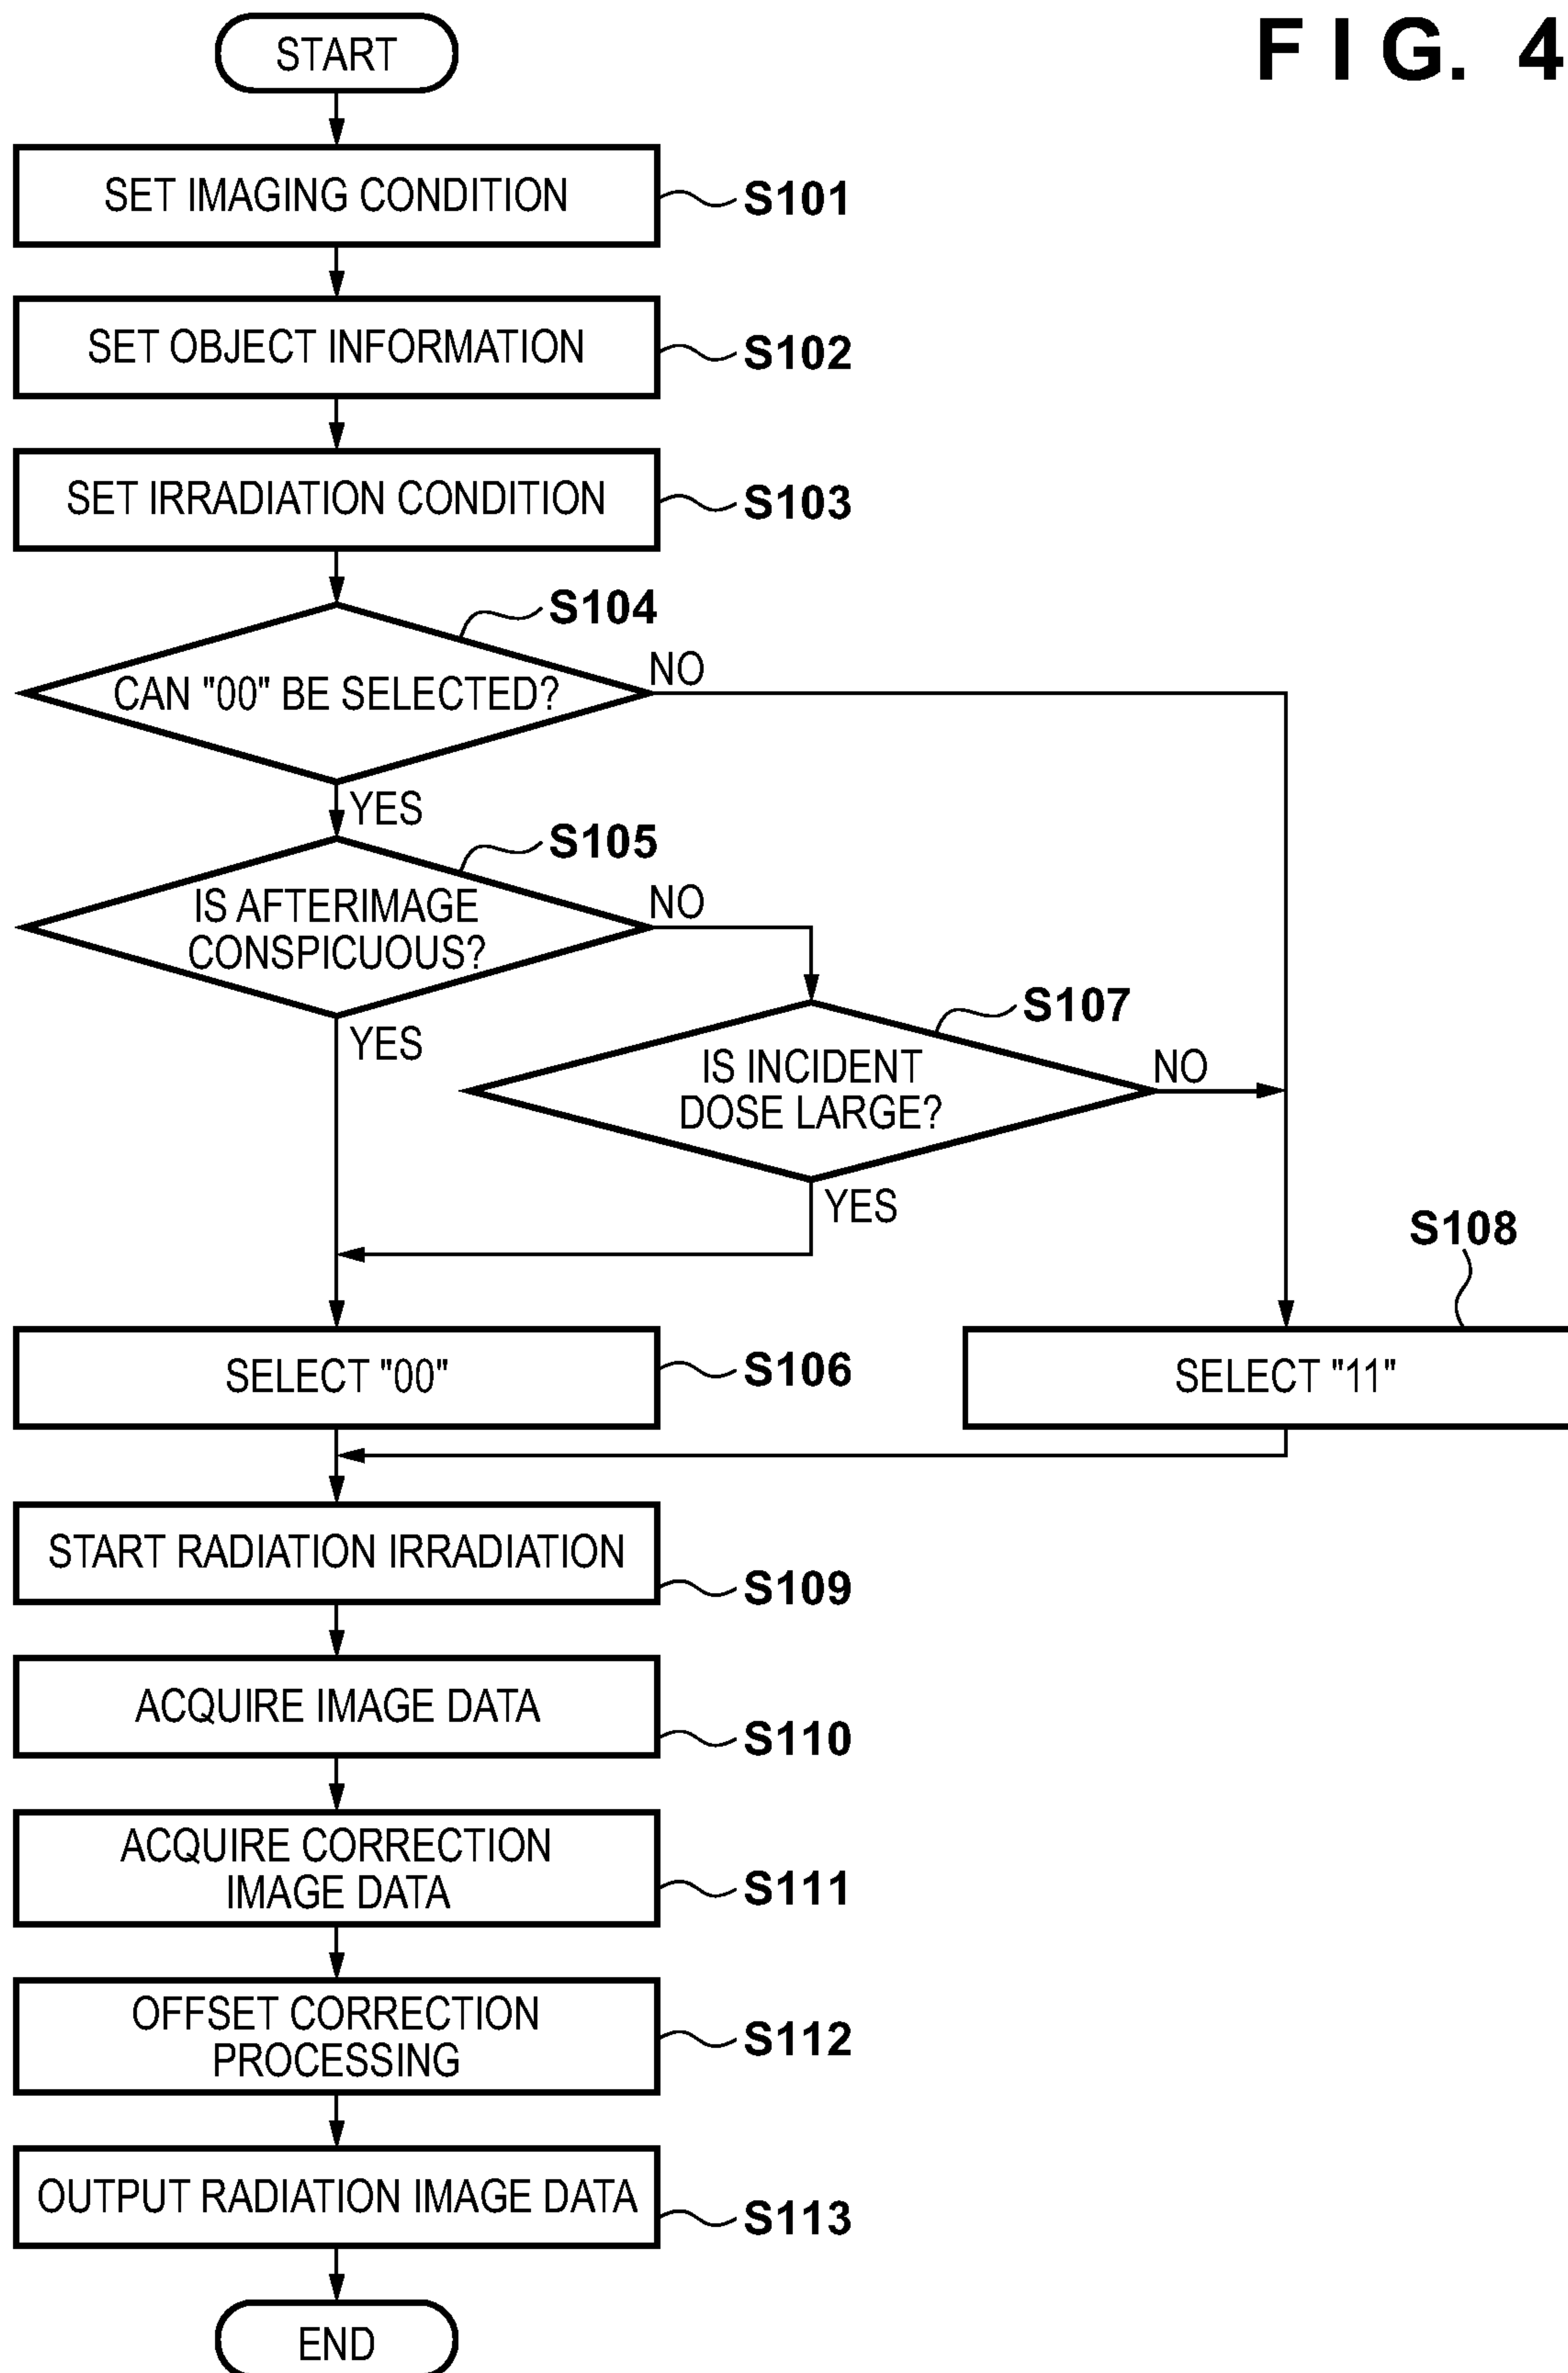 FIG. 4
START
SET IMAGING CONDITION
S101
SET OBJECT INFORMATION
S102
SET IRRADIATION CONDITION
S103
S104
CAN "00" BE SELECTED?
NO
YES
S105
IS AFTERIMAGE
CONSPICUOUS?
NO
YES
S107
IS INCIDENT
DOSE LARGE?
NO
YES
S108
SELECT "00"
S106
SELECT "11"
START RADIATION IRRADIATION
S109
ACQUIRE IMAGE DATA
S110
ACQUIRE CORRECTION
IMAGE DATA
S111
OFFSET CORRECTION
PROCESSING
S112
OUTPUT RADIATION IMAGE DATA
S113
END